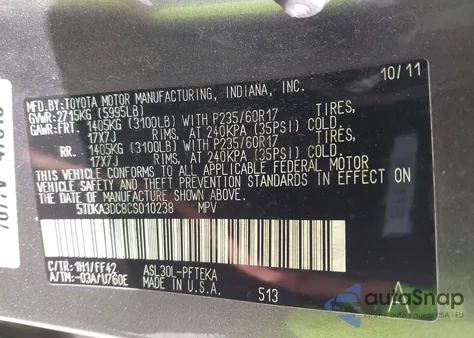 MFD.BY:TOYOTA MOTOR MANUFACTURING, INDIANA, INC. 10/11
GVWR: 2715KG (5995LB)
GAWR:FRT. 1405KG (3100LB) WITH P235/60R17 TIRES,
17X7J RIMS, AT 240KPA (35PSI) COLD.
RR. 1405KG (3100LB) WITH P235/60R17 TIRES,
17X7J RIMS, AT 240KPA (35PSI) COLD.
THIS VEHICLE CONFORMS TO ALL APPLICABLE FEDERAL MOTOR
VEHICLE SAFETY AND THEFT PREVENTION STANDARDS IN EFFECT ON
THE DATE OF MANUFACTURE SHOWN ABOVE.
5TDKA3DC8CS010238 MPV
C/TR: 1H1/FF42 ASL30L-PFTEKA
A/TM:-03A/U760E MADE IN U.S.A. 513 A
autoSnap